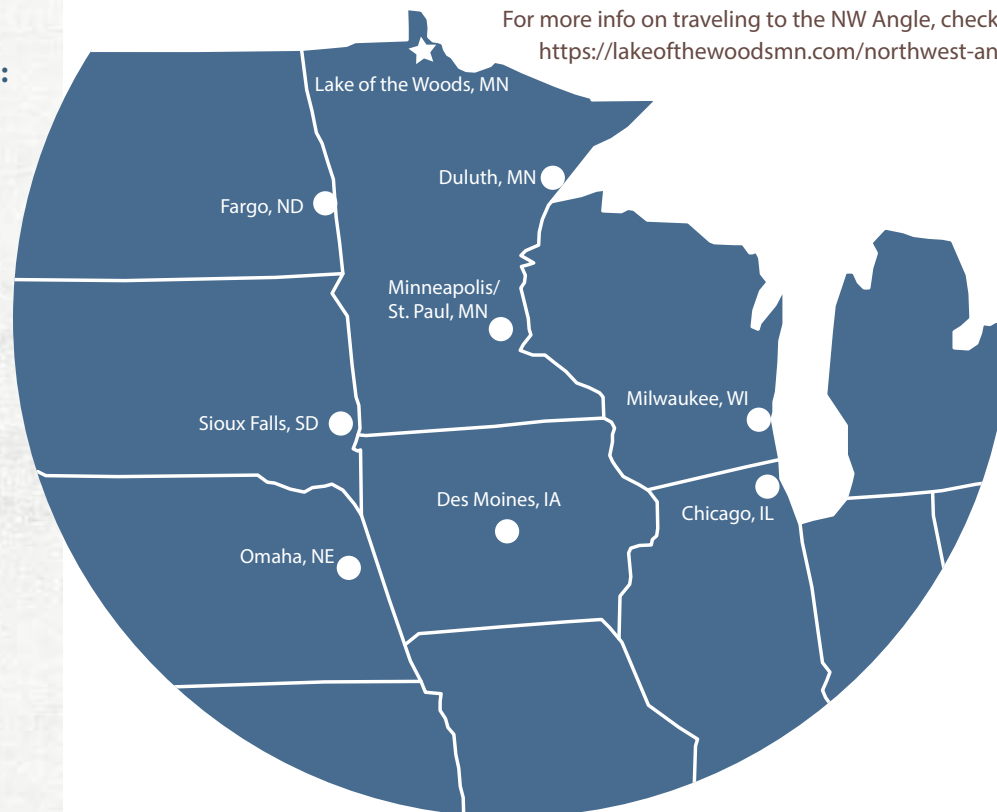 For more info on traveling to the NW Angle, check
https://lakeofthewoodsmn.com/northwest-an
:
Lake of the Woods, MN
Duluth, MN
Fargo, ND
Minneapolis/
St. Paul, MN
Milwaukee, WI
Sioux Falls, SD
Des Moines, IA
Chicago, IL
Omaha, NE